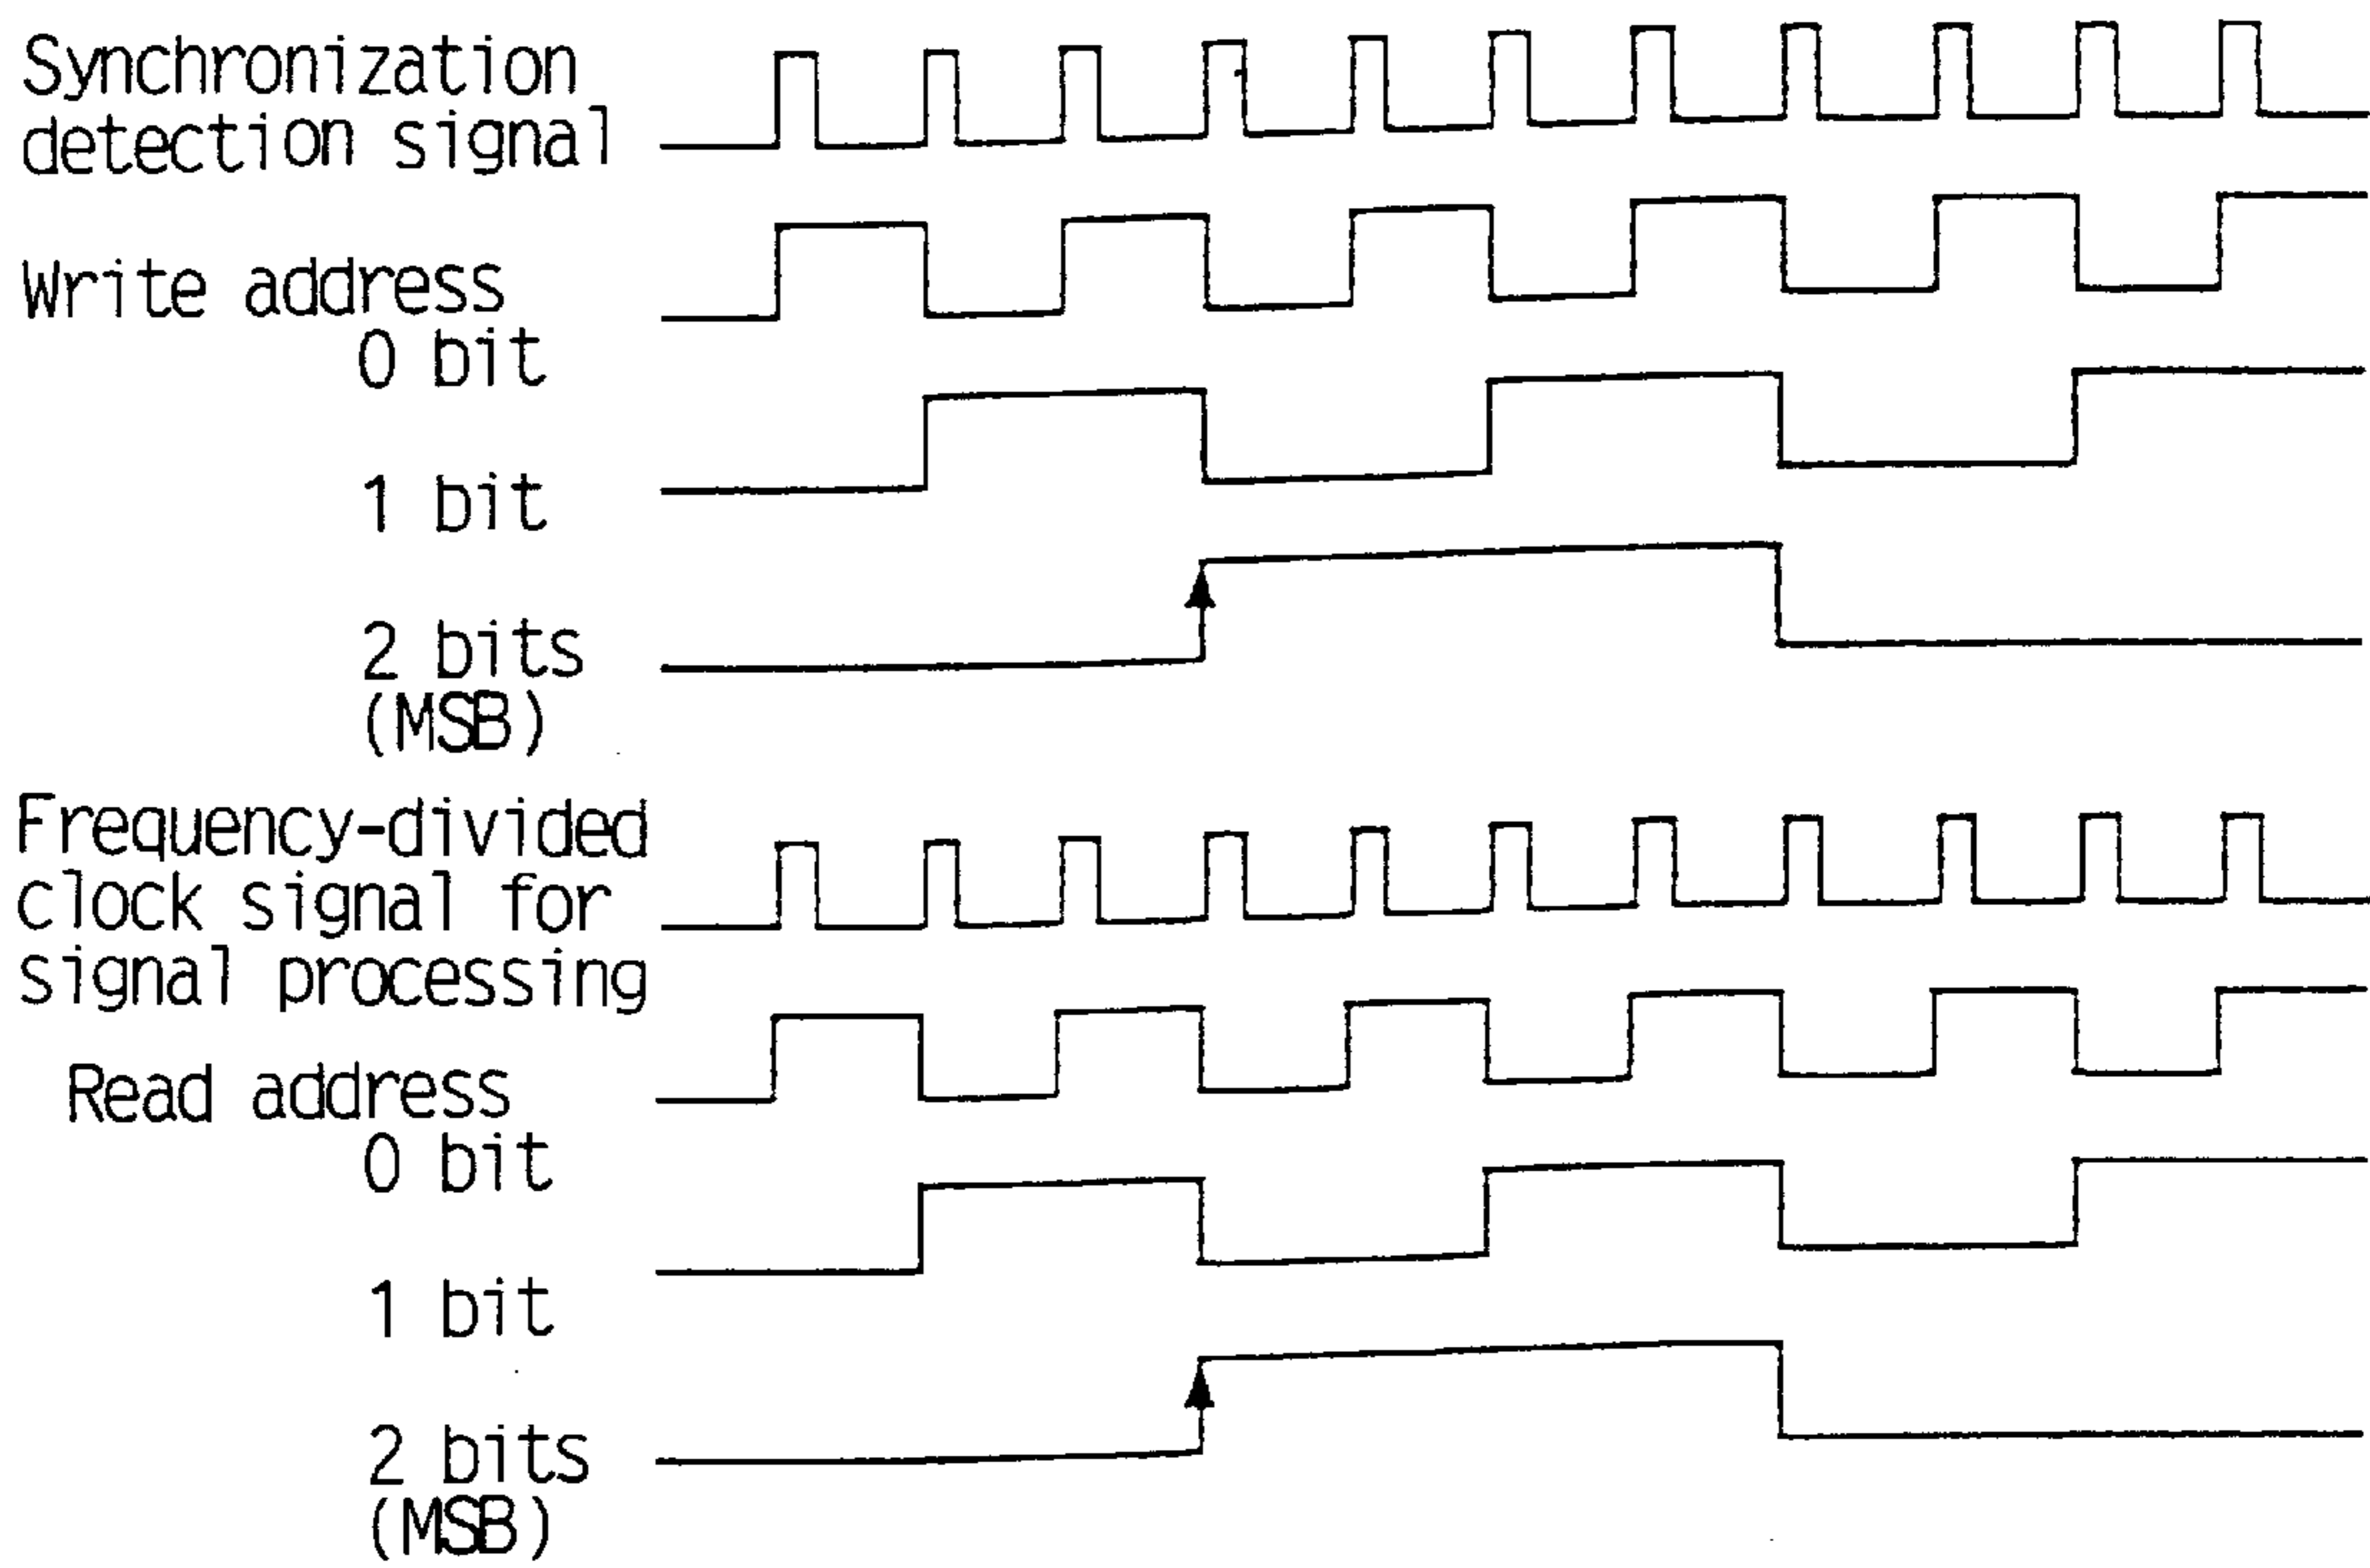 Synchronization
detection signal
Write address
0 bit
1 bit
2 bits
(MSB)
Frequency-divided
clock signal for
signal processing
Read address
0 bit
1 bit
2 bits
(MSB)